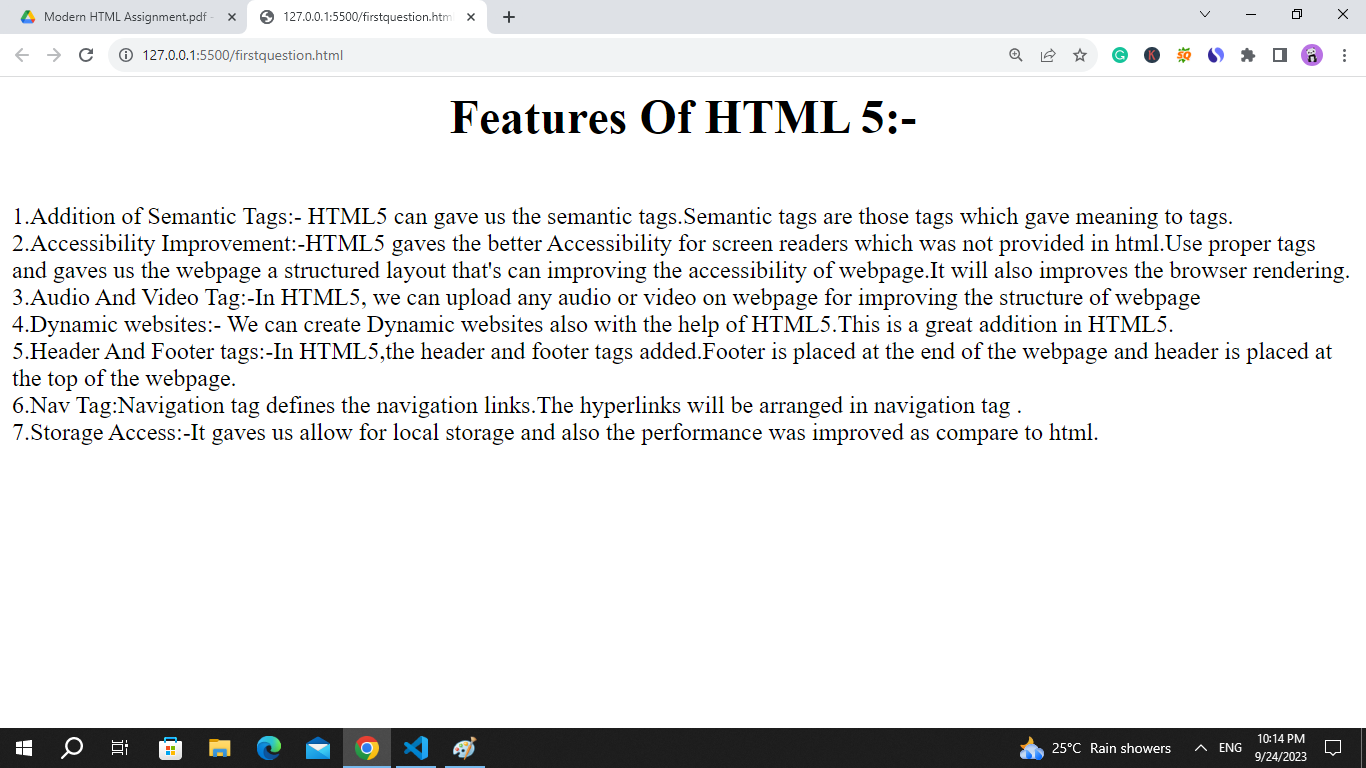 Modern HTML Assignment.pdf -
127.0.0.1:5500/firstquestion.htm
127.0.0.1:5500/firstquestion.html
Features Of HTML 5:-
1.Addition of Semantic Tags:- HTML5 can gave us the semantic tags.Semantic tags are those tags which gave meaning to tags.
2.Accessibility Improvement:-HTML5 gaves the better Accessibility for screen readers which was not provided in html.Use proper tags
and gaves us the webpage a structured layout that's can improving the accessibility of webpage.It will also improves the browser rendering.
3.Audio And Video Tag:-In HTML5, we can upload any audio or video on webpage for improving the structure of webpage
4.Dynamic websites:- We can create Dynamic websites also with the help of HTML5.This is a great addition in HTML5.
5.Header And Footer tags:-In HTML5,the header and footer tags added.Footer is placed at the end of the webpage and header is placed at
the top of the webpage.
6.Nav Tag:Navigation tag defines the navigation links.The hyperlinks will be arranged in navigation tag .
7.Storage Access:-It gaves us allow for local storage and also the performance was improved as compare to html.
25°C Rain showers
ENG
10:14 PM
9/24/2023